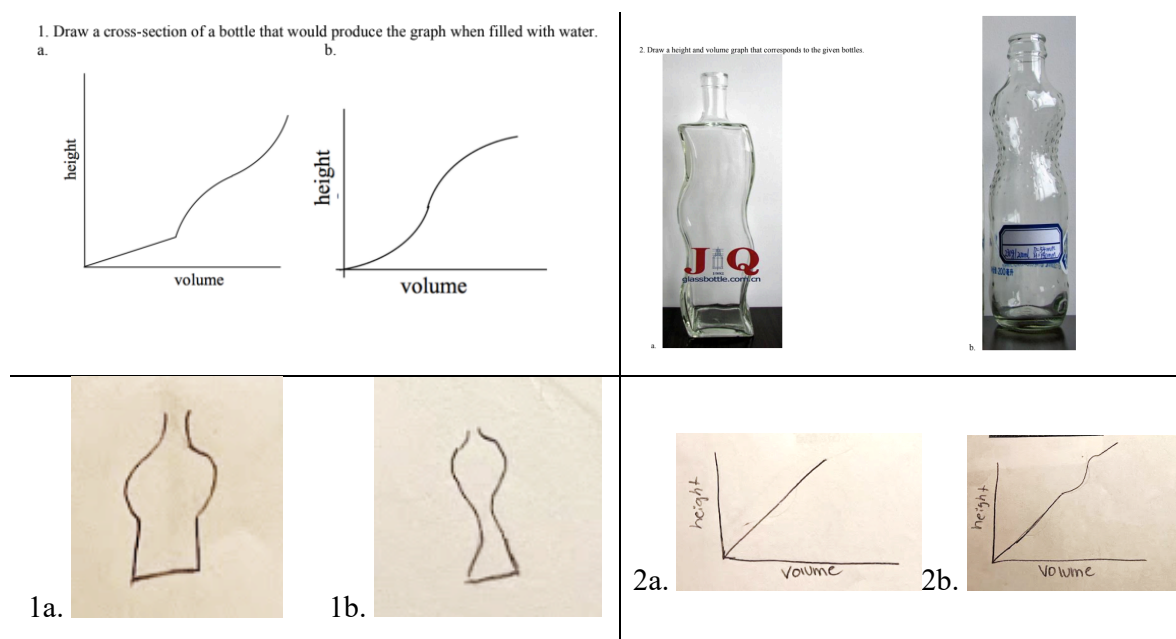 1. Draw a cross-section of a bottle that would produce the graph when filled with water.
a.
b.
height
volume
height
volume
2. Draw a height and volume graph that corresponds to the given bottles.
JQ
glassbottle.com.cn
a.
b.
1a.
1b.
height
volume
2a.
height
volume
2b.